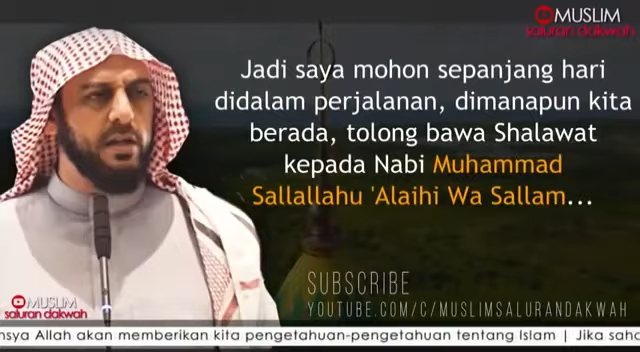 MUSLIM
saluran dakwah
Jadi saya mohon sepanjang hari
didalam perjalanan, dimanapun kita
berada, tolong bawa Shalawat
kepada Nabi Muhammad
Sallallahu 'Alaihi Wa Sallam...
SUBSCRIBE
YOUTUBE.COM/C/MUSLIMSALURANDAKWAH
MUSLIM
saluran dakwah
nsya Allah akan memberikan kita pengetahuan-pengetahuan tentang Islam | Jika saha